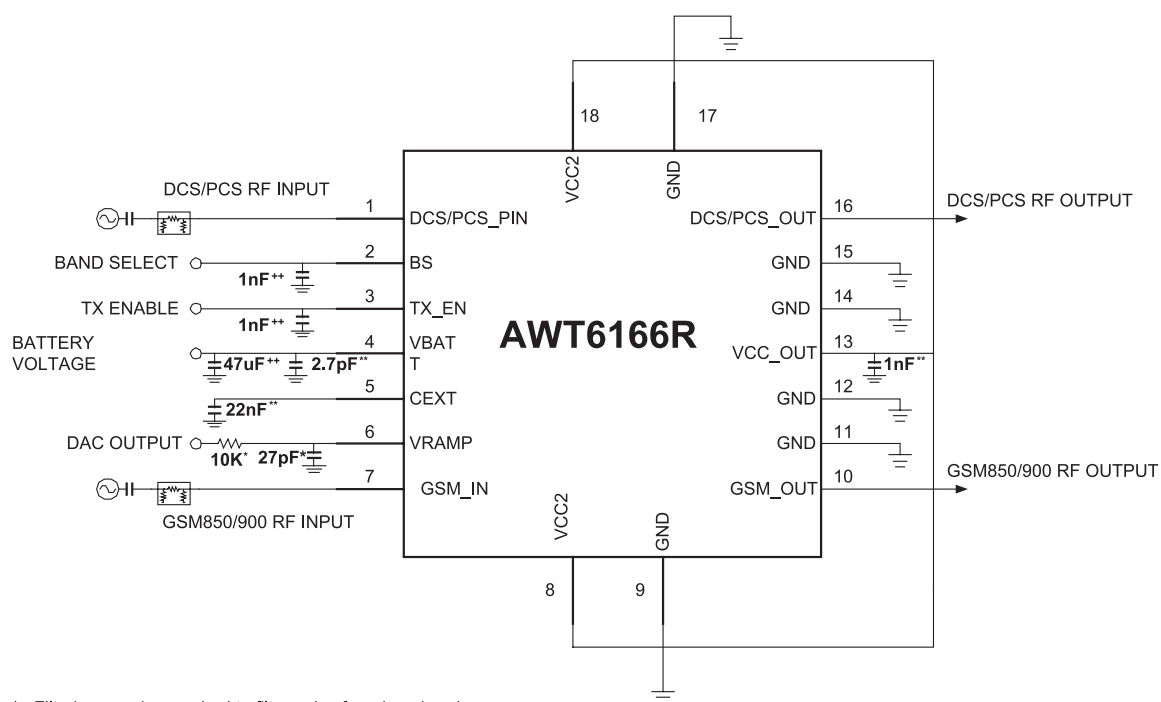 18
17
VCC2
GND
DCS/PCS RF INPUT
1
DCS/PCS_PIN
DCS/PCS_OUT
16
DCS/PCS RF OUTPUT
BAND SELECT
1nF++
2
BS
GND
15
TX ENABLE
1nF++
3
TX_EN
GND
14
AWT6166R
BATTERY
VOLTAGE
47uF++
2.7pF**
4
VBAT
T
VCC_OUT
13
1nF**
22nF**
5
CEXT
GND
12
DAC OUTPUT
10K*
27pF*
6
VRAMP
GND
11
7
GSM_IN
GSM_OUT
10
GSM850/900 RF OUTPUT
GSM850/900 RF INPUT
VCC2
GND
8
9